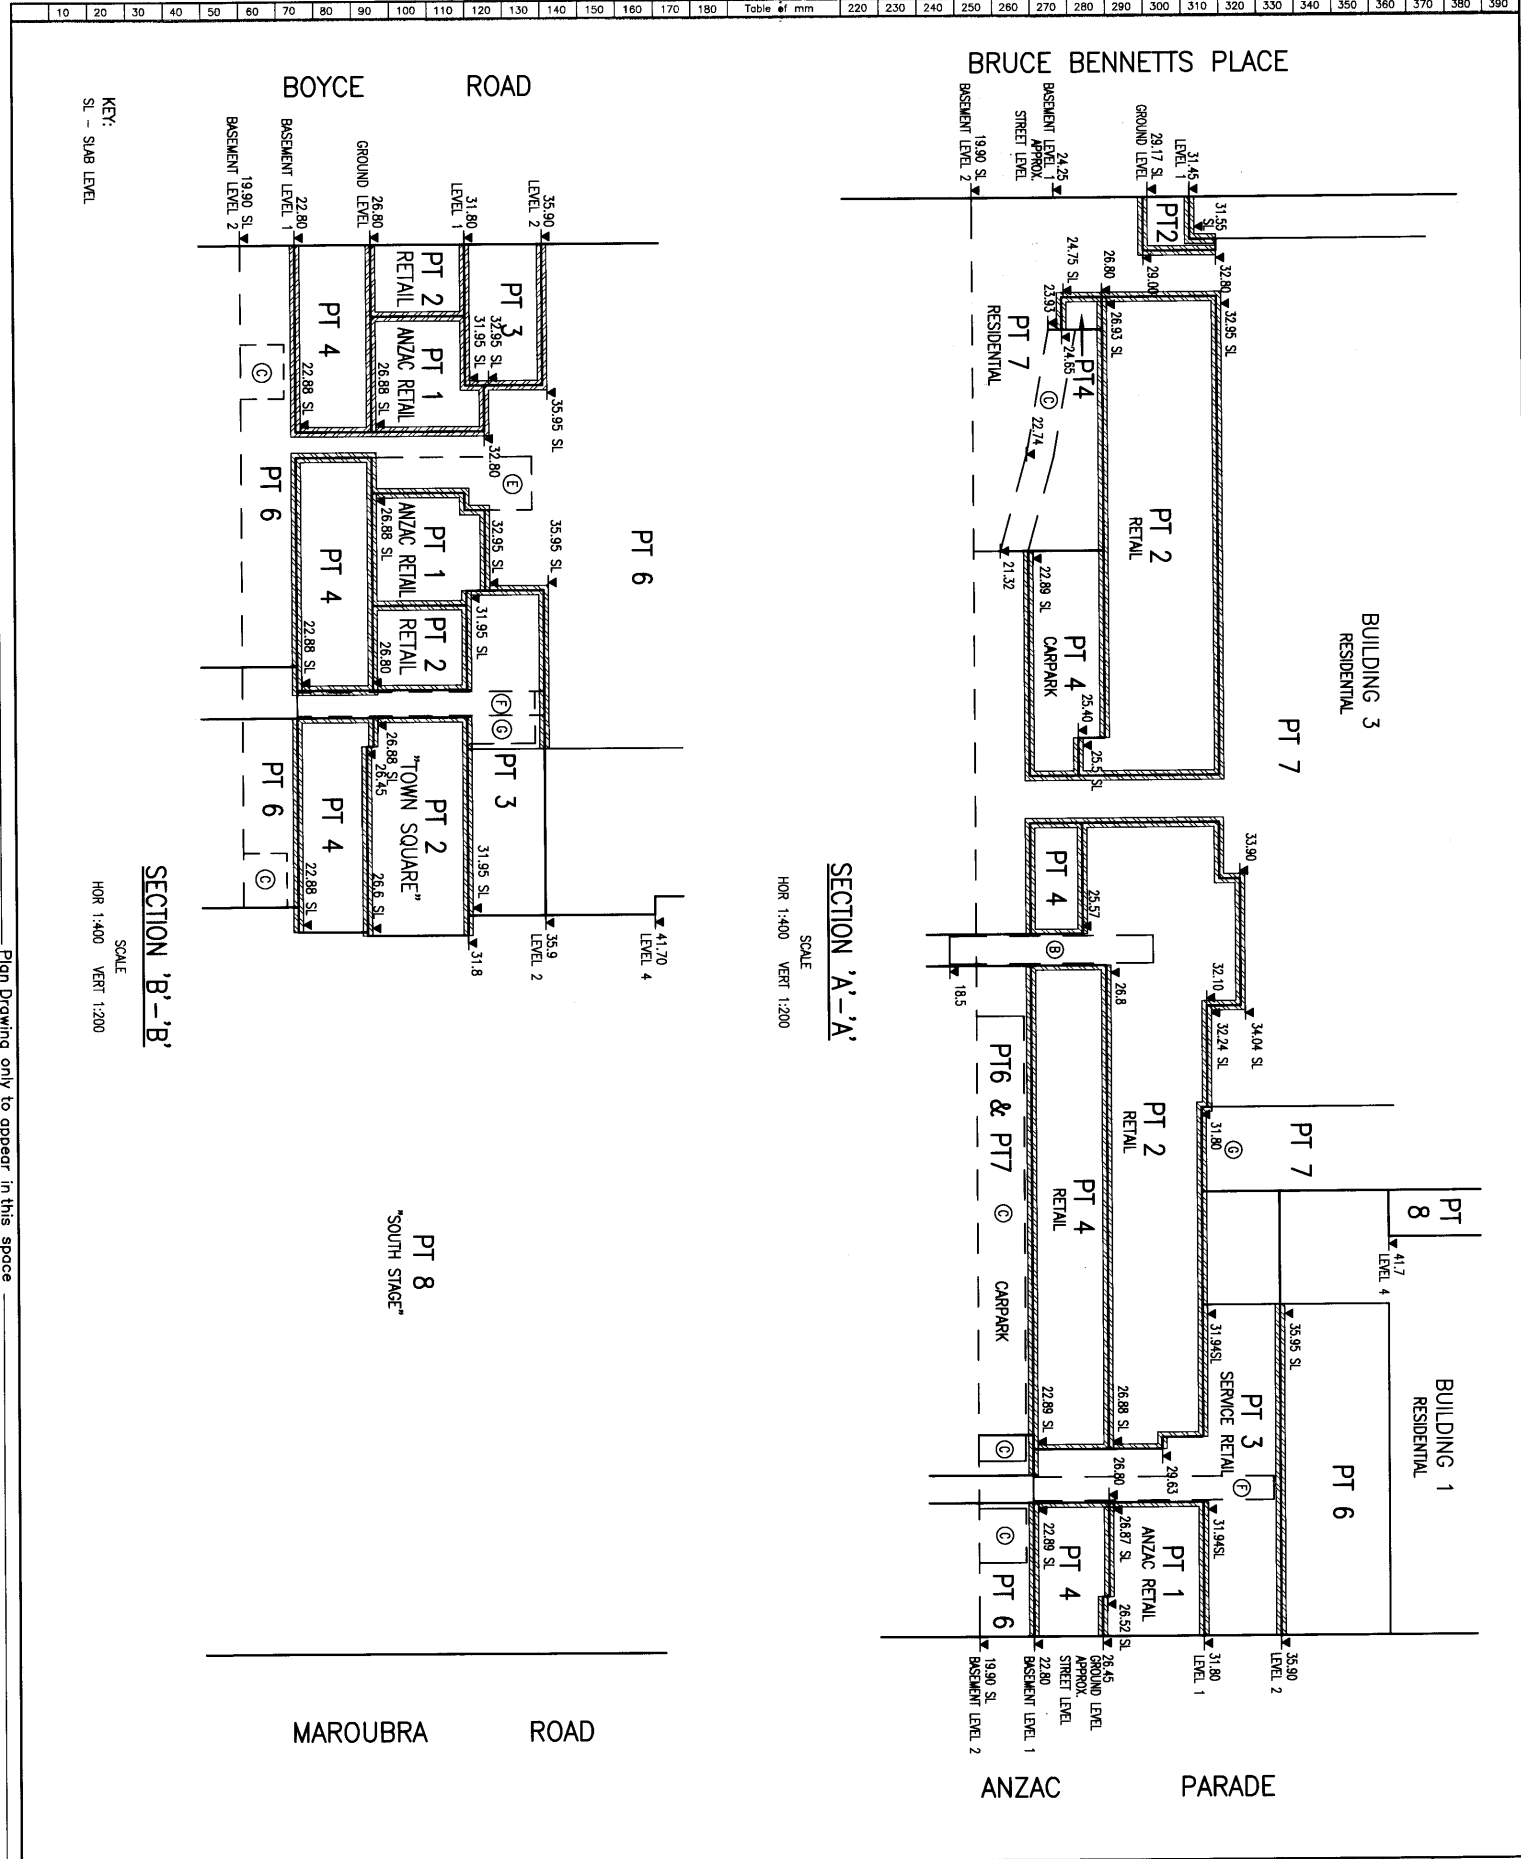 10 20 30 40 50 60 70 80 90 100 110 120 130 140 150 160 170 180 Table of mm 220 230 240 250 260 270 280 290 300 310 320 330 340 350 360 370 380 390
BRUCE BENNETTS PLACE
BUILDING 3
RESIDENTIAL
PT 7
BUILDING 1
RESIDENTIAL
31.45
LEVEL 1
29.17 SL
GROUND LEVEL
24.25
BASEMENT LEVEL 1
APPROX.
STREET LEVEL
19.90 SL
BASEMENT LEVEL 2
31.55
SL
PT2
32.80
29.00
32.95 SL
26.80
26.93 SL
24.75 SL
23.93
24.65
PT4
PT 7
RESIDENTIAL
C
22.74
21.32
PT 2
RETAIL
22.89 SL
PT 4
CARPARK
25.40
25.5 SL
33.90
PT 4
25.57
B
18.5
26.8
32.10
34.04 SL
32.24 SL
PT 2
RETAIL
31.80
G
PT 7
PT
8
41.7
LEVEL 4
PT 4
RETAIL
PT6 & PT7
C
CARPARK
35.95 SL
31.94SL
PT 3
SERVICE RETAIL
PT 6
26.88 SL
22.89 SL
29.63
26.80
F
C
31.94SL
26.87 SL
PT 1
ANZAC RETAIL
22.89 SL
PT 4
26.52 SL
C
PT 6
35.90
LEVEL 2
31.80
LEVEL 1
26.45
GROUND LEVEL
APPROX.
STREET LEVEL
22.80
BASEMENT LEVEL 1
19.90 SL
BASEMENT LEVEL 2
ANZAC PARADE
SECTION 'A'-'A'
SCALE
HOR 1:400 VERT 1:200
BOYCE ROAD
35.90
LEVEL 2
31.80
LEVEL 1
26.80
GROUND LEVEL
22.80
BASEMENT LEVEL 1
19.90 SL
BASEMENT LEVEL 2
PT 3
PT 2
RETAIL
PT 4
32.95 SL
31.95 SL
35.95 SL
PT 1
ANZAC RETAIL
26.88 SL
22.88 SL
C
32.80
E
PT 6
PT 6
PT 1
ANZAC RETAIL
26.88 SL
32.95 SL
35.95 SL
PT 4
31.95 SL
PT 2
RETAIL
26.80
22.88 SL
F
G
PT 3
26.88 SL
26.45
PT 2
"TOWN SQUARE"
PT 4
PT 6
31.95 SL
26.6 SL
22.88 SL
C
41.70
LEVEL 4
35.9
LEVEL 2
31.8
PT 8
"SOUTH STAGE"
MAROUBRA ROAD
SECTION 'B'-'B'
SCALE
HOR 1:400 VERT 1:200
KEY:
SL - SLAB LEVEL
Plan Drawing only to appear in this space